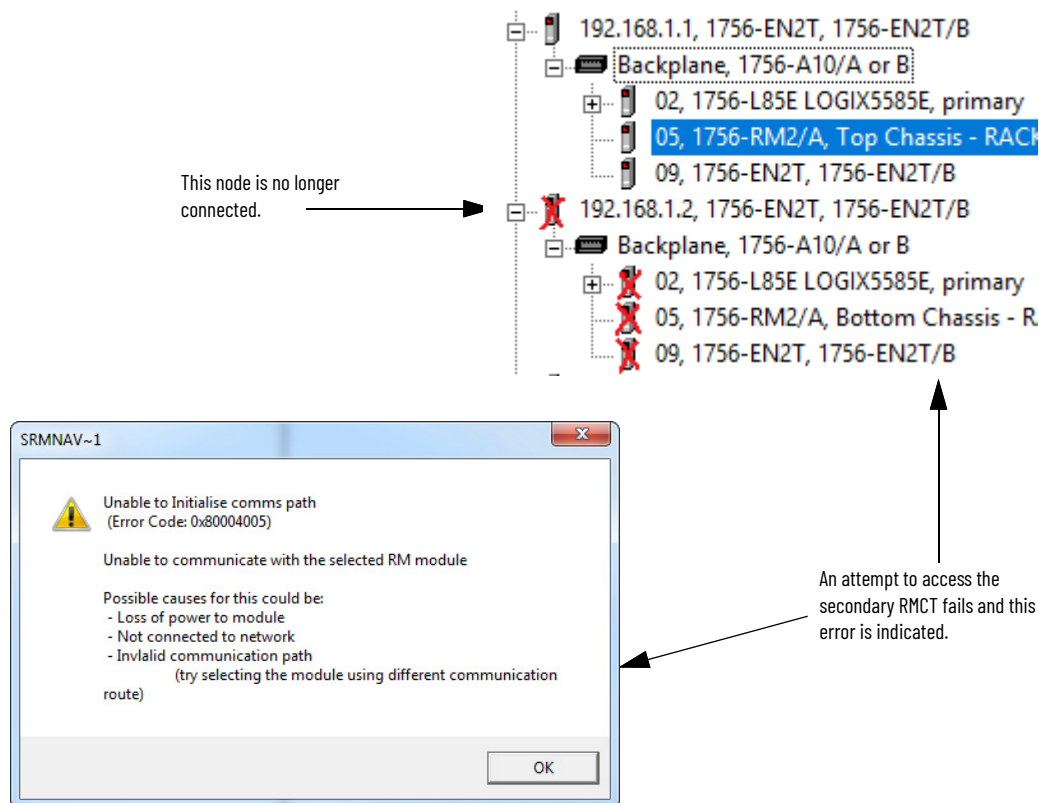 192.168.1.1, 1756-EN2T, 1756-EN2T/B
Backplane, 1756-A10/A or B
02, 1756-L85E LOGIX5585E, primary
05, 1756-RM2/A, Top Chassis - RACK
09, 1756-EN2T, 1756-EN2T/B
This node is no longer
connected.
192.168.1.2, 1756-EN2T, 1756-EN2T/B
Backplane, 1756-A10/A or B
02, 1756-L85E LOGIX5585E, primary
05, 1756-RM2/A, Bottom Chassis - R
09, 1756-EN2T, 1756-EN2T/B
SRMNAV~1
Unable to Initialise comms path
(Error Code: 0x80004005)
Unable to communicate with the selected RM module
Possible causes for this could be:
- Loss of power to module
- Not connected to network
- Invlalid communication path
(try selecting the module using different communication
route)
OK
An attempt to access the
secondary RMCT fails and this
error is indicated.